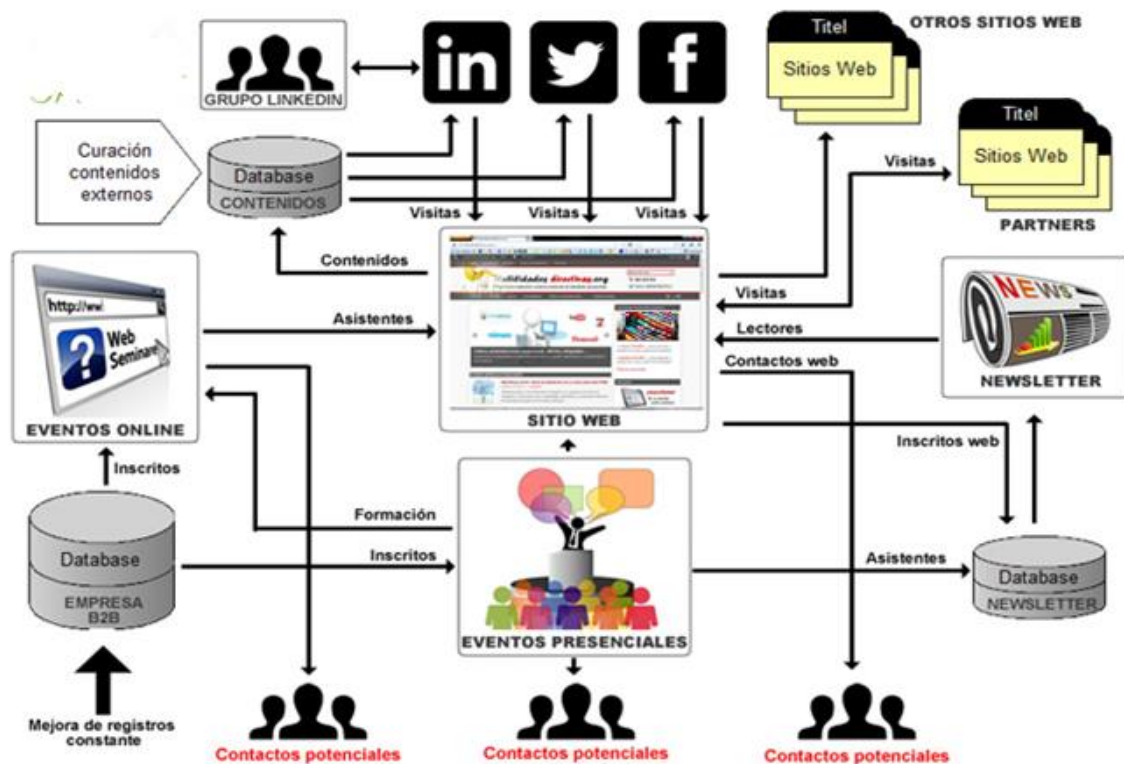 OTROS SITIOS WEB
Titel
Sitios Web
in
f
GRUPO LINKEDIN
Titel
Sitios Web
PARTNERS
Visitas
Curación
contenidos
externos
Database
CONTENIDOS
Visitas
Visitas
Visitas
Contenidos
http://ww
Web
Seminare
EVENTOS ONLINE
Asistentes
SITIO WEB
Visitas
Lectores
Contactos web
NEWS
NEWSLETTER
Inscritos
Inscritos web
Formación
Inscritos
Database
EMPRESA
B2B
EVENTOS PRESENCIALES
Asistentes
Database
NEWSLETTER
Mejora de registros
constante
Contactos potenciales
Contactos potenciales
Contactos potenciales